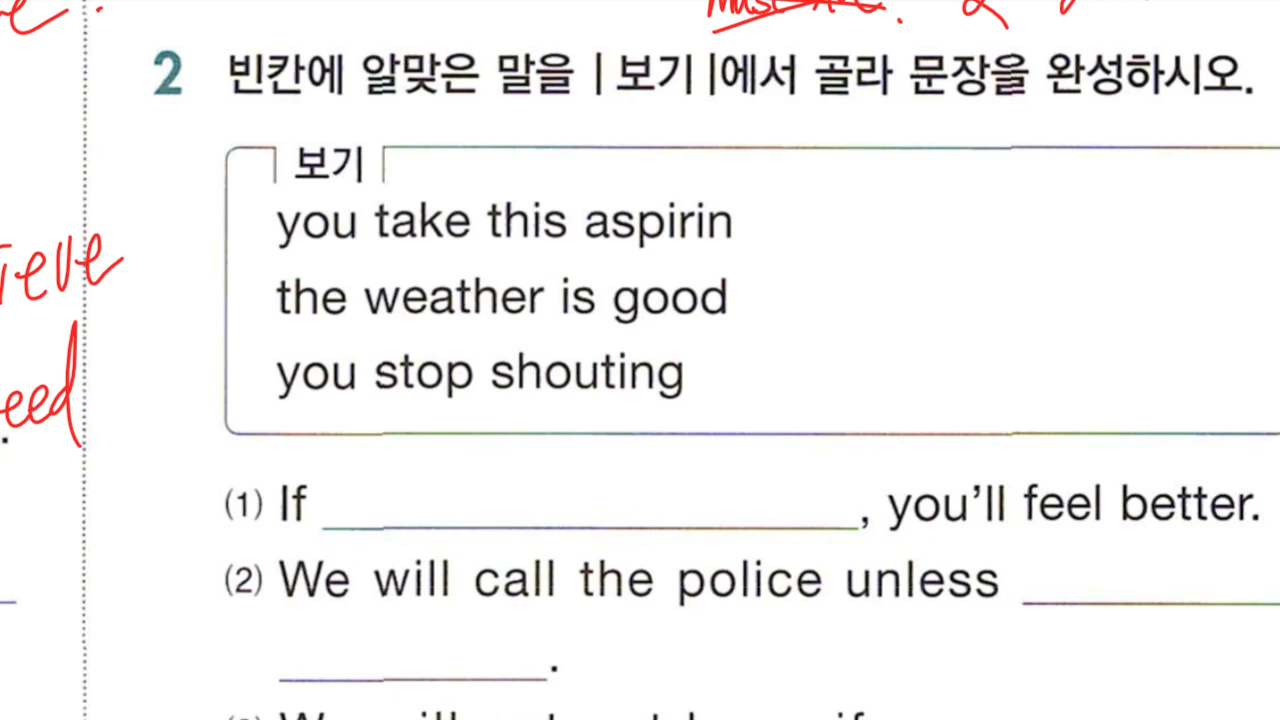 2 빈칸에 알맞은 말을 | 보기 |에서 골라 문장을 완성하시오.
보기
you take this aspirin
the weather is good
you stop shouting
(1) If ____________________, you'll feel better.
(2) We will call the police unless __________
__________.